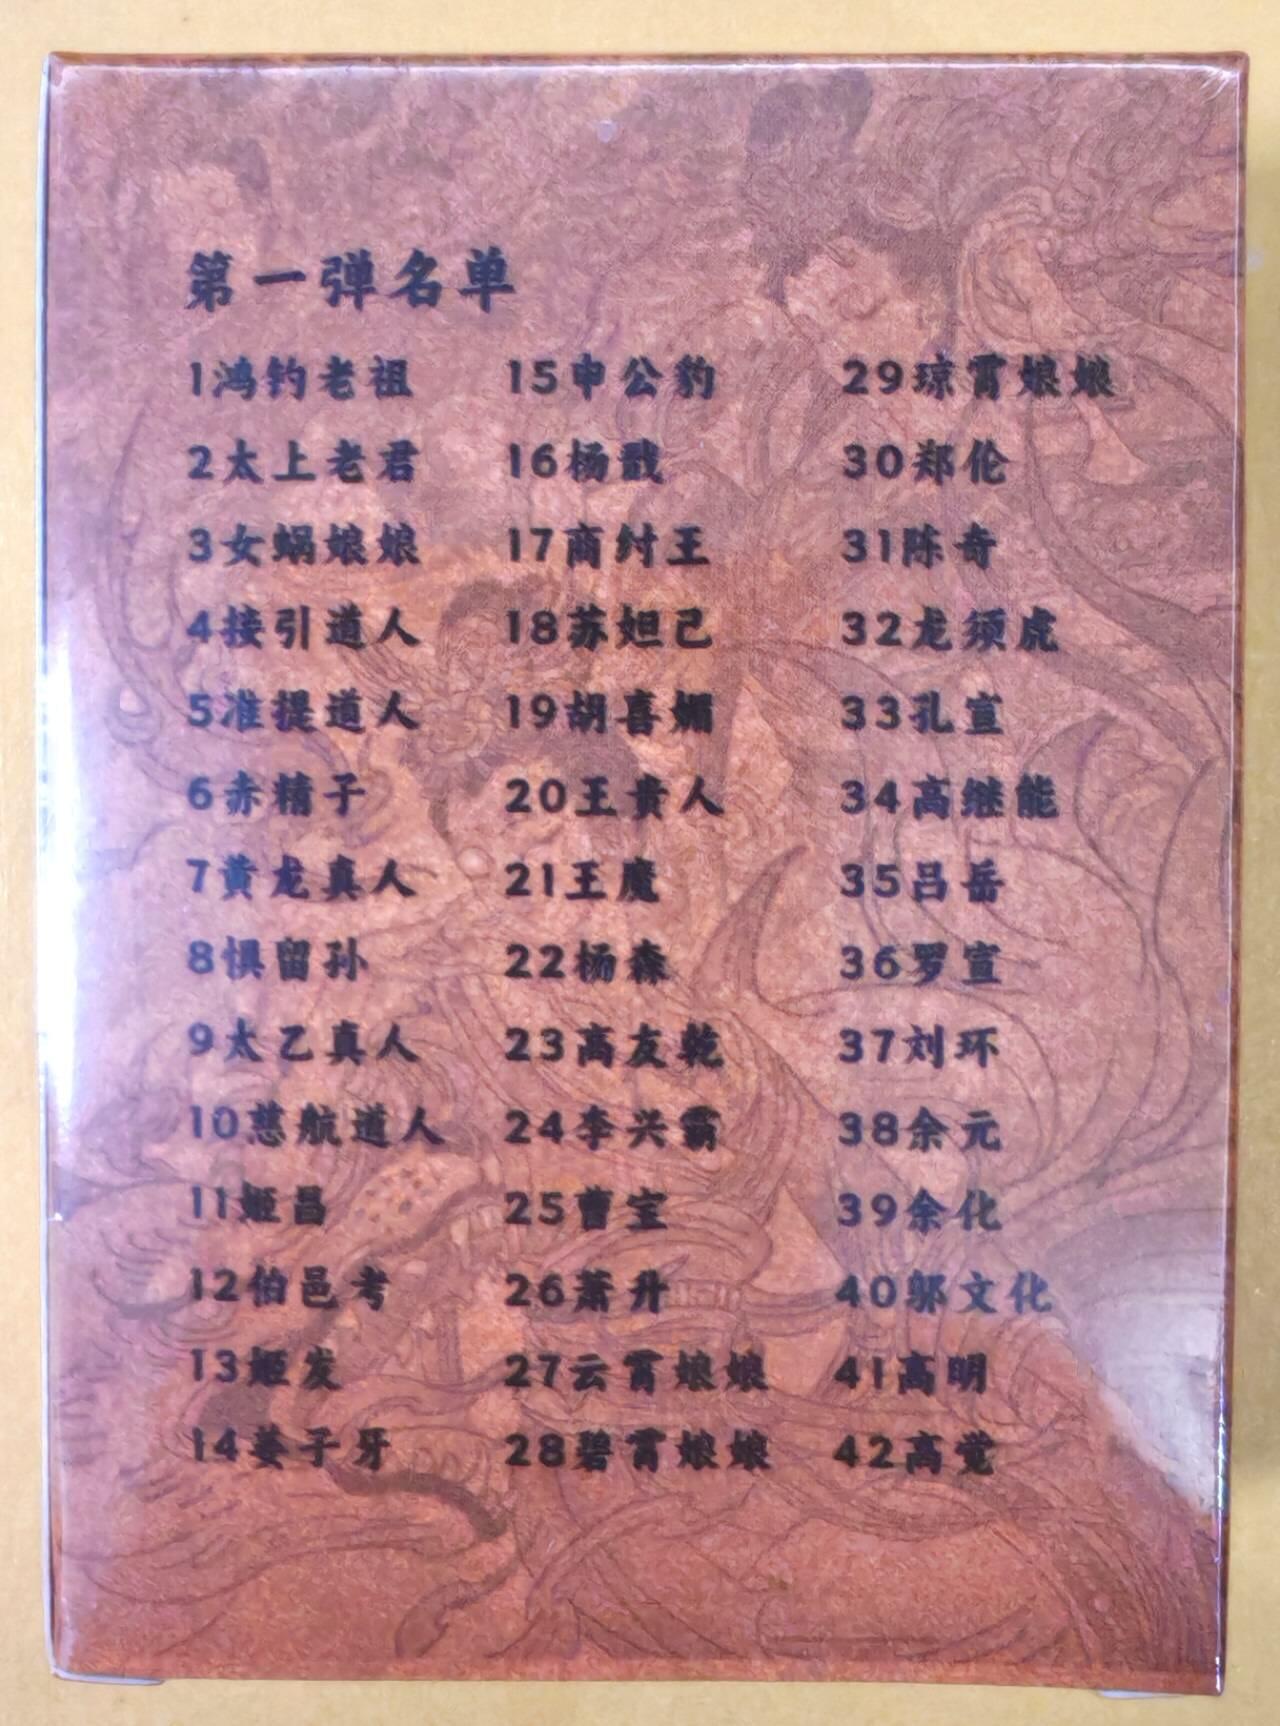 第一弹名单
1鸿钧老祖
2太上老君
3女娲娘娘
4接引道人
5准提道人
6赤精子
7黄龙真人
8惧留孙
9太乙真人
10慈航道人
11姬昌
12伯邑考
13姬发
14姜子牙
15申公豹
16杨戬
17商纣王
18苏妲己
19胡喜媚
20王贵人
21王魔
22杨森
23高友乾
24李兴霸
25曹宝
26萧升
27云霄娘娘
28碧霄娘娘
29琼霄娘娘
30郑伦
31陈奇
32龙须虎
33孔宣
34高继能
35吕岳
36罗宣
37刘环
38余元
39余化
40邬文化
41高明
42高觉